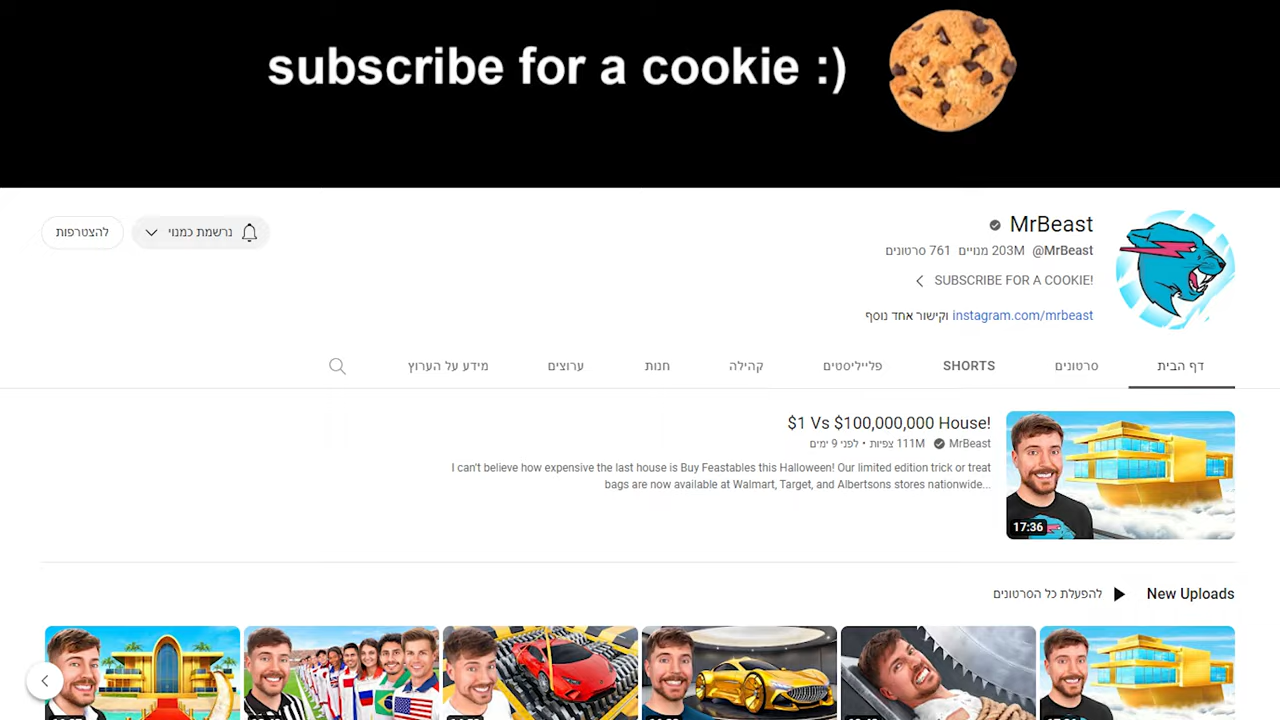 subscribe for a cookie :)
MrBeast
@MrBeast 203M מנויים 761 סרטונים
SUBSCRIBE FOR A COOKIE!
instagram.com/mrbeast וקישור אחד נוסף
נרשמת כמנוי
להצטרפות
דף הבית
סרטונים
SHORTS
פלייליסטים
קהילה
חנות
ערוצים
מידע על הערוץ
$1 Vs $100,000,000 House!
MrBeast 111M צפיות • לפני 9 ימים
I can't believe how expensive the last house is Buy Feastables this Halloween! Our limited edition trick or treat
bags are now available at Walmart, Target, and Albertsons stores nationwide...
17:36
New Uploads
להפעלת כל הסרטונים